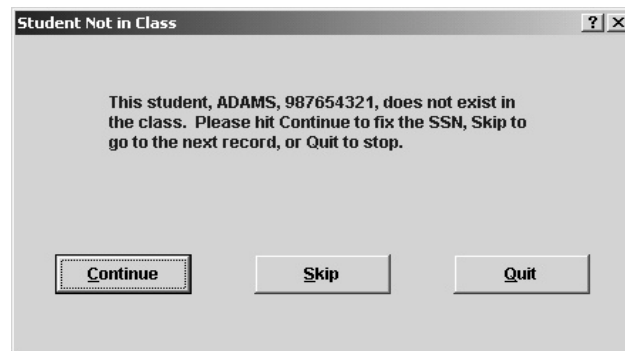 Student Not in Class
? ×
This student, ADAMS, 987654321, does not exist in
the class. Please hit Continue to fix the SSN, Skip to
go to the next record, or Quit to stop.
Continue Skip Quit